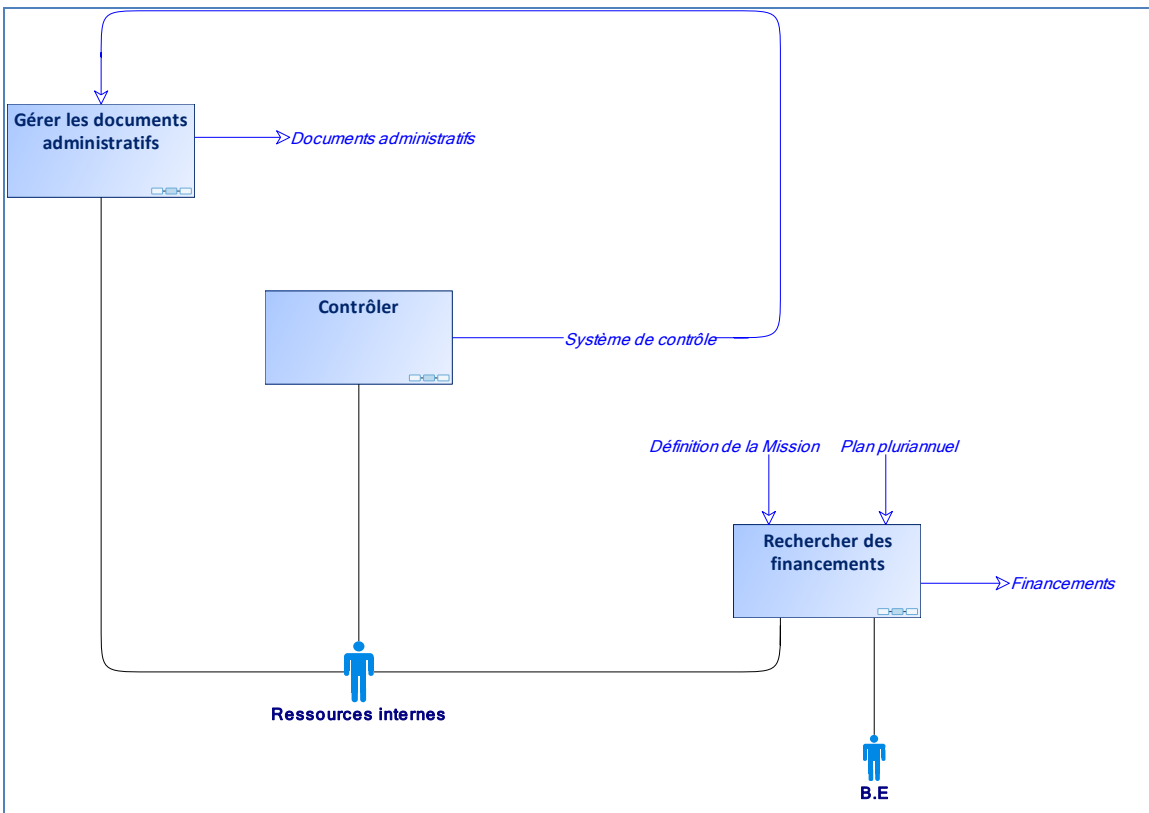 Gérer les documents
administratifs
Documents administratifs
Contrôler
Système de contrôle
Définition de la Mission
Plan pluriannuel
Rechercher des
financements
Financements
Ressources internes
B.E